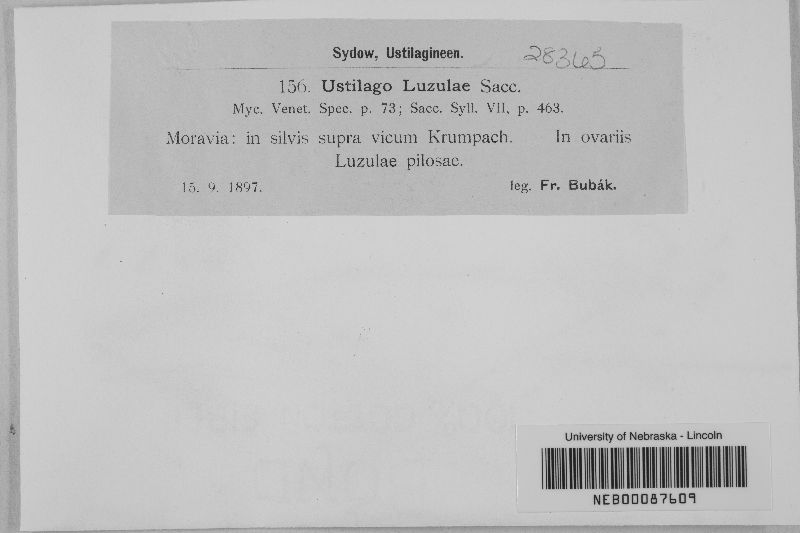 Sydow, Ustilagineen.
28365
156. Ustilago Luzulae Sacc.
Myc. Venet. Spec. p. 73; Sacc. Syll. VII, p. 463.
Moravia: in silvis supra vicum Krumpach. In ovariis
Luzulae pilosae.
15. 9. 1897. leg. Fr. Bubák.
University of Nebraska - Lincoln
NEB00087609